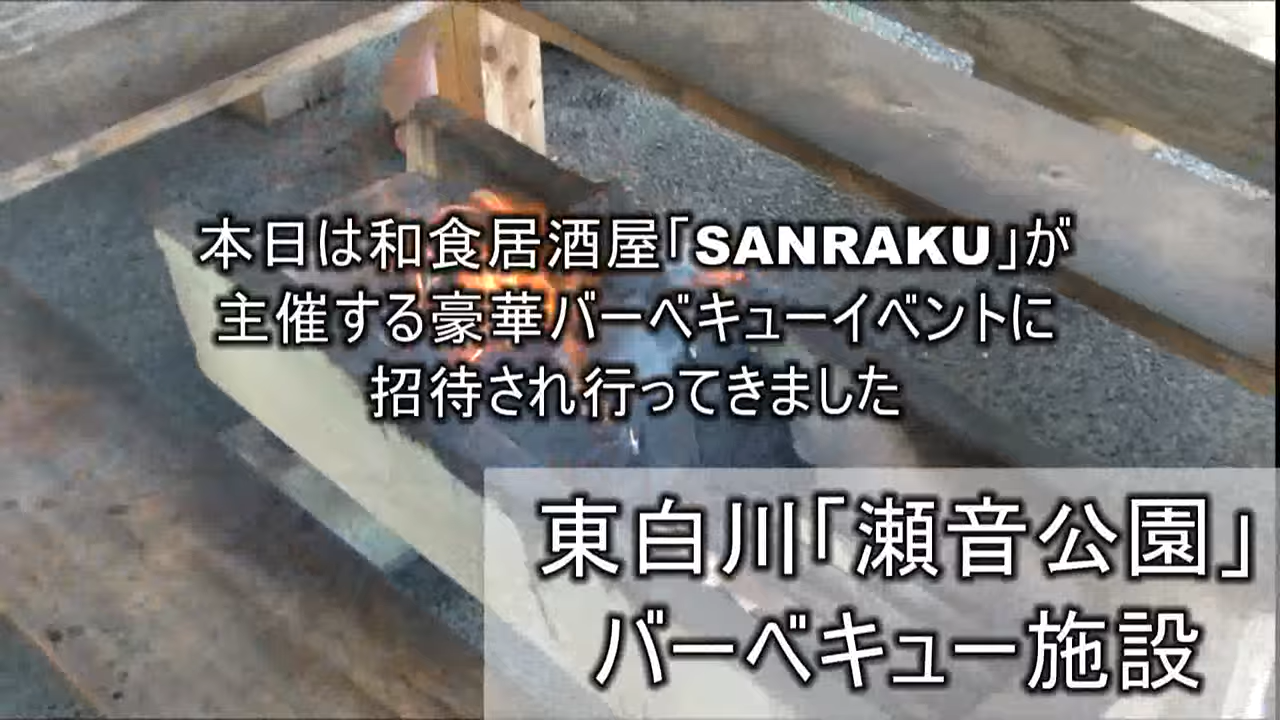 本日は和食居酒屋「SANRAKU」が
主催する豪華バーベキューイベントに
招待され行ってきました
東白川「瀬音公園」
バーベキュー施設